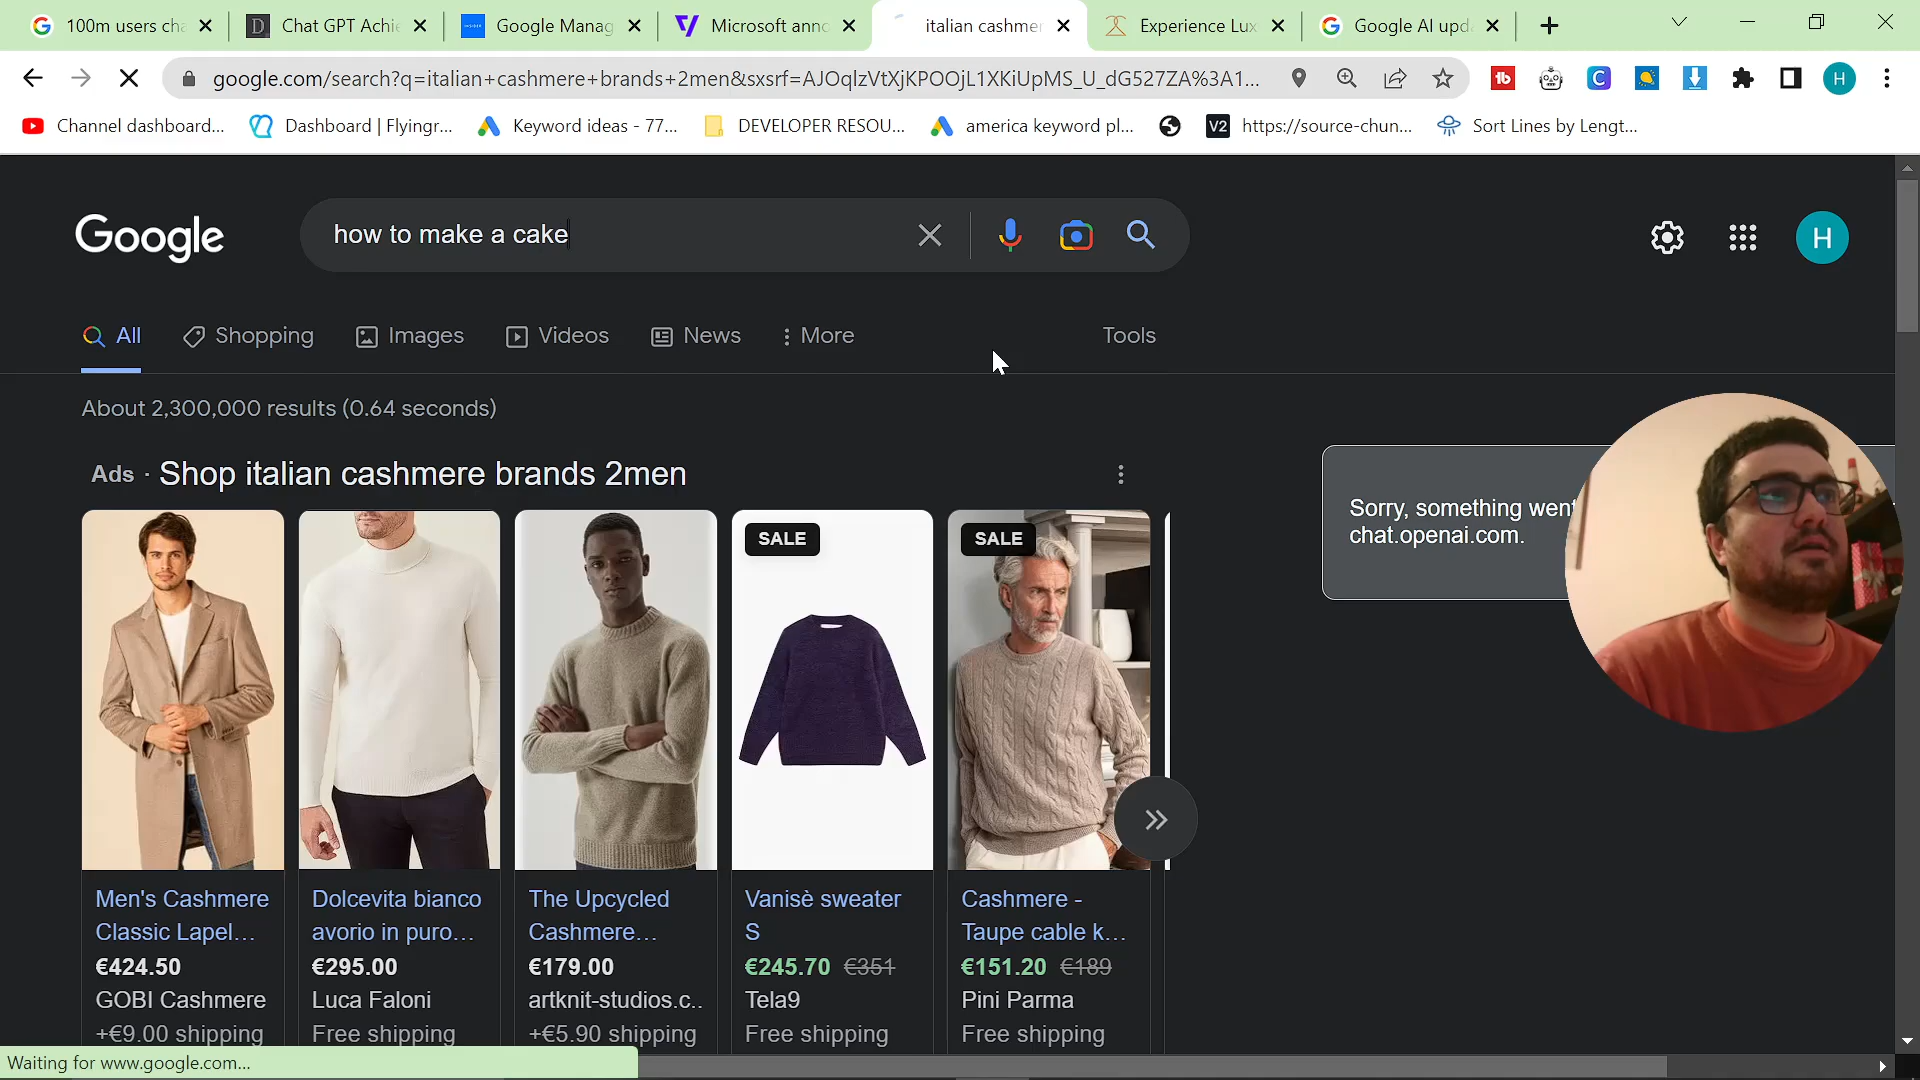 100m users cha
Chat GPT Achie
Google Manag
Microsoft anno
italian cashmer
Experience Lux
Google AI upda
google.com/search?q=italian+cashmere+brands+2men&sxsrf=AJOqlzVtXjKPOOjL1XKiUpMS_U_dG527ZA%3A1...
H
Channel dashboard...
Dashboard | Flyingr...
Keyword ideas - 77...
DEVELOPER RESOU...
america keyword pl...
V2
https://source-chun...
Sort Lines by Lengt...
Google
how to make a cake
H
All
Shopping
Images
Videos
News
More
Tools
About 2,300,000 results (0.64 seconds)
Ads · Shop italian cashmere brands 2men
SALE
SALE
Sorry, something went
chat.openai.com.
Men's Cashmere
Classic Lapel...
€424.50
GOBI Cashmere
+€9.00 shipping
Dolcevita bianco
avorio in puro...
€295.00
Luca Faloni
Free shipping
The Upcycled
Cashmere...
€179.00
artknit-studios.c..
+€5.90 shipping
Vanisè sweater
S
€245.70 €351
Tela9
Free shipping
Cashmere -
Taupe cable k...
€151.20 €189
Pini Parma
Free shipping
Waiting for www.google.com...